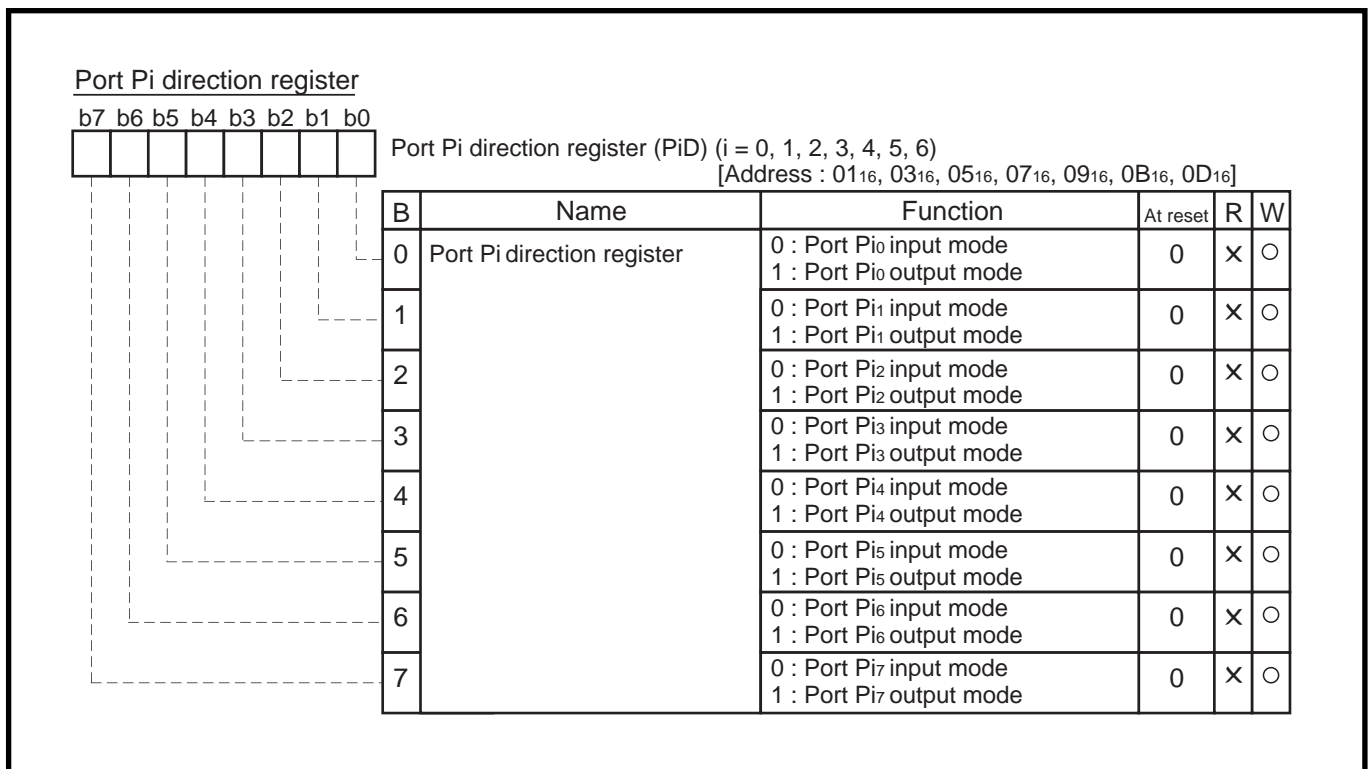 Port Pi direction register
b7 b6 b5 b4 b3 b2 b1 b0
Port Pi direction register (PiD) (i = 0, 1, 2, 3, 4, 5, 6)
[Address : 0116, 0316, 0516, 0716, 0916, 0B16, 0D16]
B Name Function At reset R W
0 Port Pi direction register 0 : Port Pi0 input mode 0 × ○
1 : Port Pi0 output mode
1 0 : Port Pi1 input mode 0 × ○
1 : Port Pi1 output mode
2 0 : Port Pi2 input mode 0 × ○
1 : Port Pi2 output mode
3 0 : Port Pi3 input mode 0 × ○
1 : Port Pi3 output mode
4 0 : Port Pi4 input mode 0 × ○
1 : Port Pi4 output mode
5 0 : Port Pi5 input mode 0 × ○
1 : Port Pi5 output mode
6 0 : Port Pi6 input mode 0 × ○
1 : Port Pi6 output mode
7 0 : Port Pi7 input mode 0 × ○
1 : Port Pi7 output mode